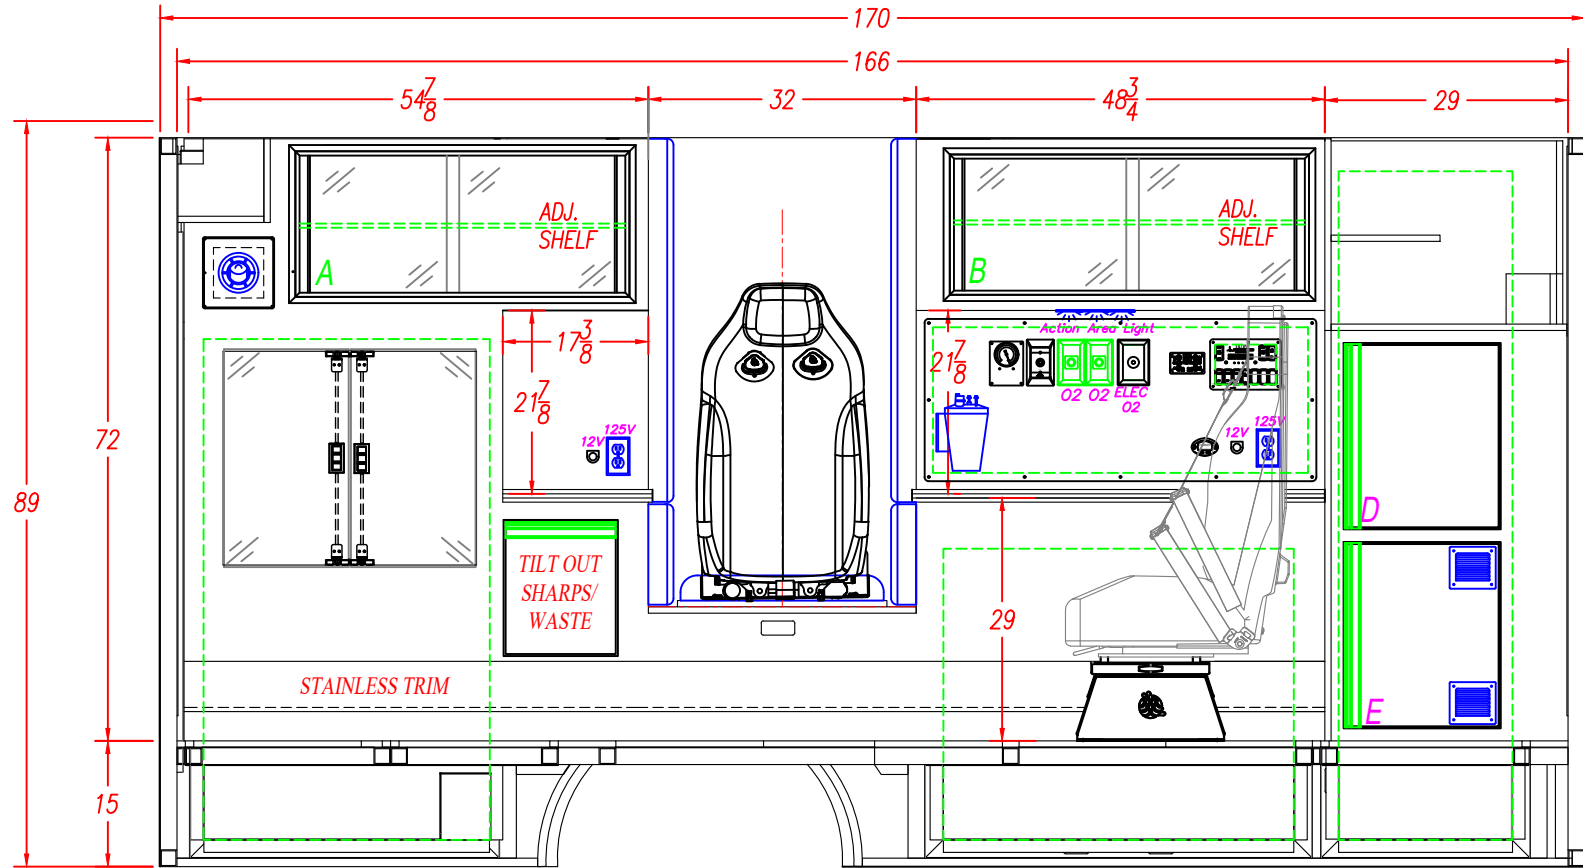 170
166
54 7/8
32
48 3/4
29
ADJ.
SHELF
ADJ.
SHELF
A
B
Action Area Light
17 3/8
21 7/8
21 7/8
O2 O2 ELEC
O2
125V
12V
125V
12V
72
89
D
TILT OUT
SHARPS/
WASTE
29
STAINLESS TRIM
E
15